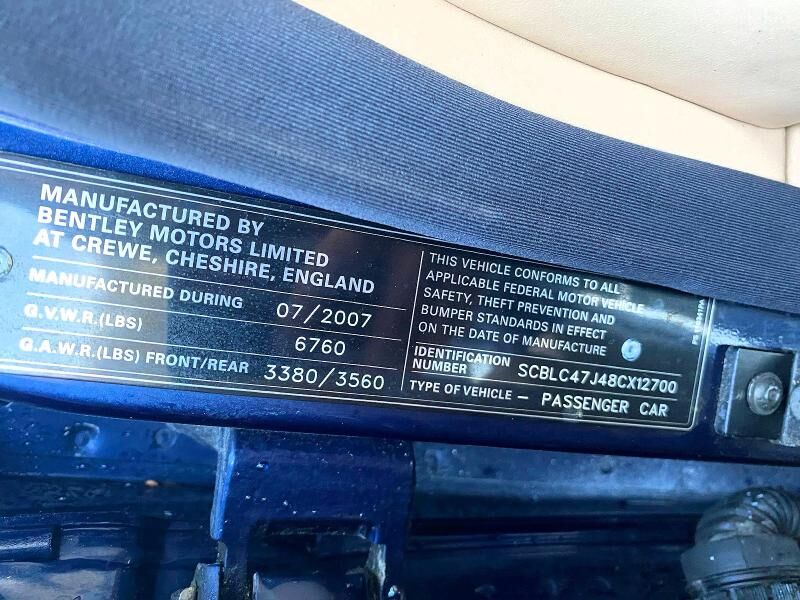 MANUFACTURED BY
BENTLEY MOTORS LIMITED
AT CREWE, CHESHIRE, ENGLAND
MANUFACTURED DURING 07/2007
G.V.W.R.(LBS) 6760
G.A.W.R.(LBS) FRONT/REAR 3380/3560
THIS VEHICLE CONFORMS TO ALL
APPLICABLE FEDERAL MOTOR VEHICLE
SAFETY, THEFT PREVENTION AND
BUMPER STANDARDS IN EFFECT
ON THE DATE OF MANUFACTURE
IDENTIFICATION
NUMBER SCBLC47J48CX12700
TYPE OF VEHICLE – PASSENGER CAR